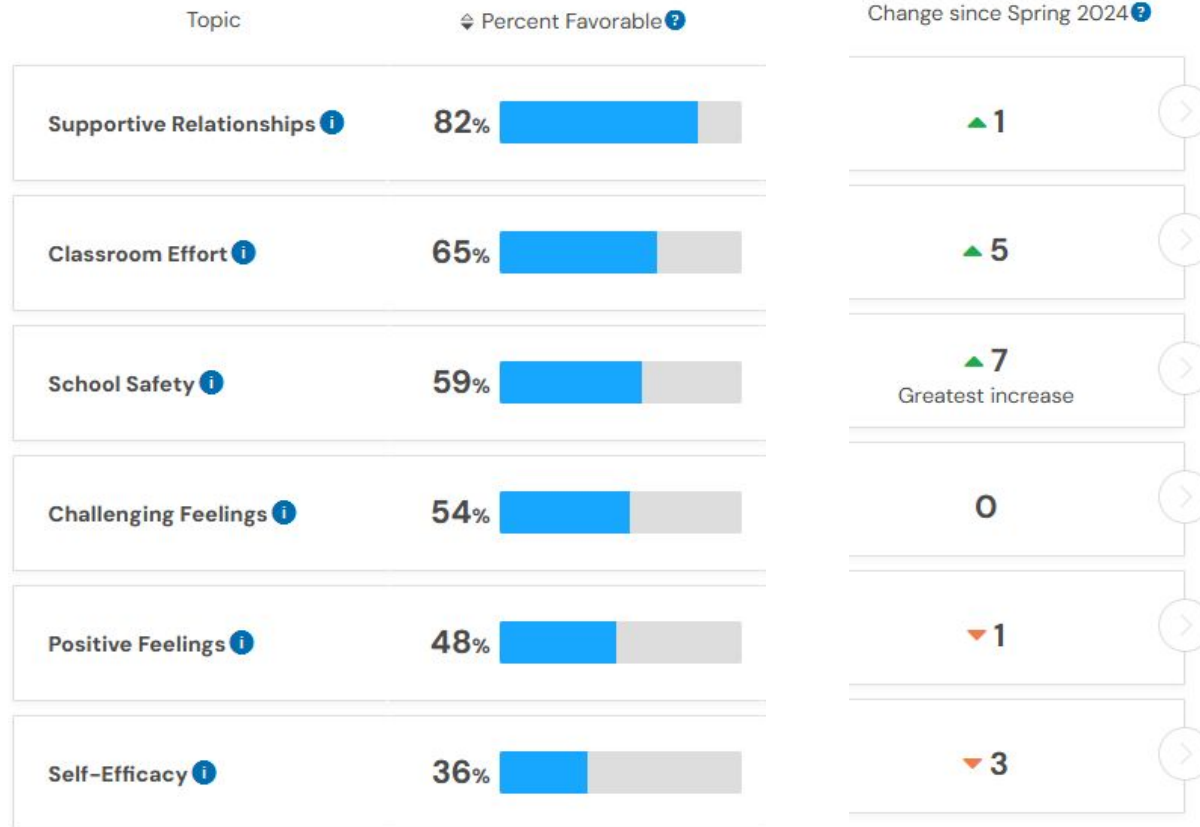 Topic Percent Favorable ? Change since Spring 2024 ?
Supportive Relationships i 82% ▲ 1
Classroom Effort i 65% ▲ 5
School Safety i 59% ▲ 7
Greatest increase
Challenging Feelings i 54% 0
Positive Feelings i 48% ▼ 1
Self-Efficacy i 36% ▼ 3